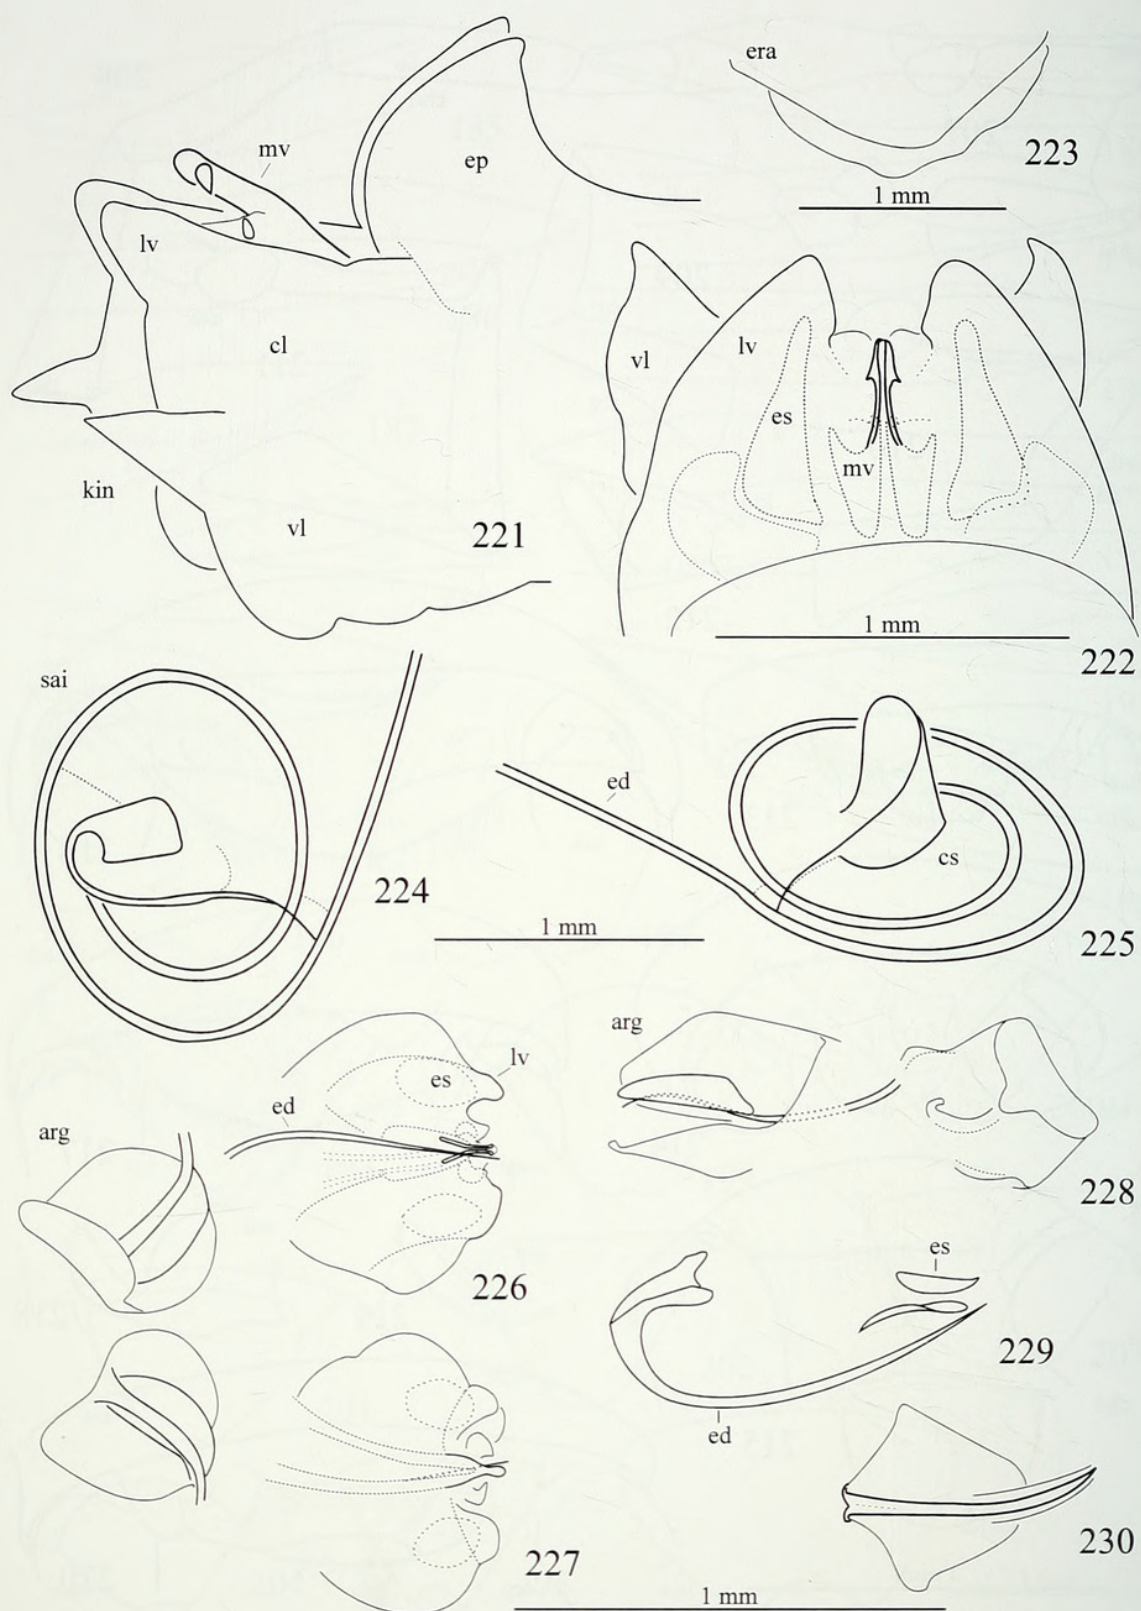 era
mv
ep
223
1 mm
lv
vl
lv
cl
es
mv
kin
vl
221
1 mm
222
sai
ed
cs
224
1 mm
225
arg
lv
es
ed
arg
228
226
es
229
ed
230
227
1 mm